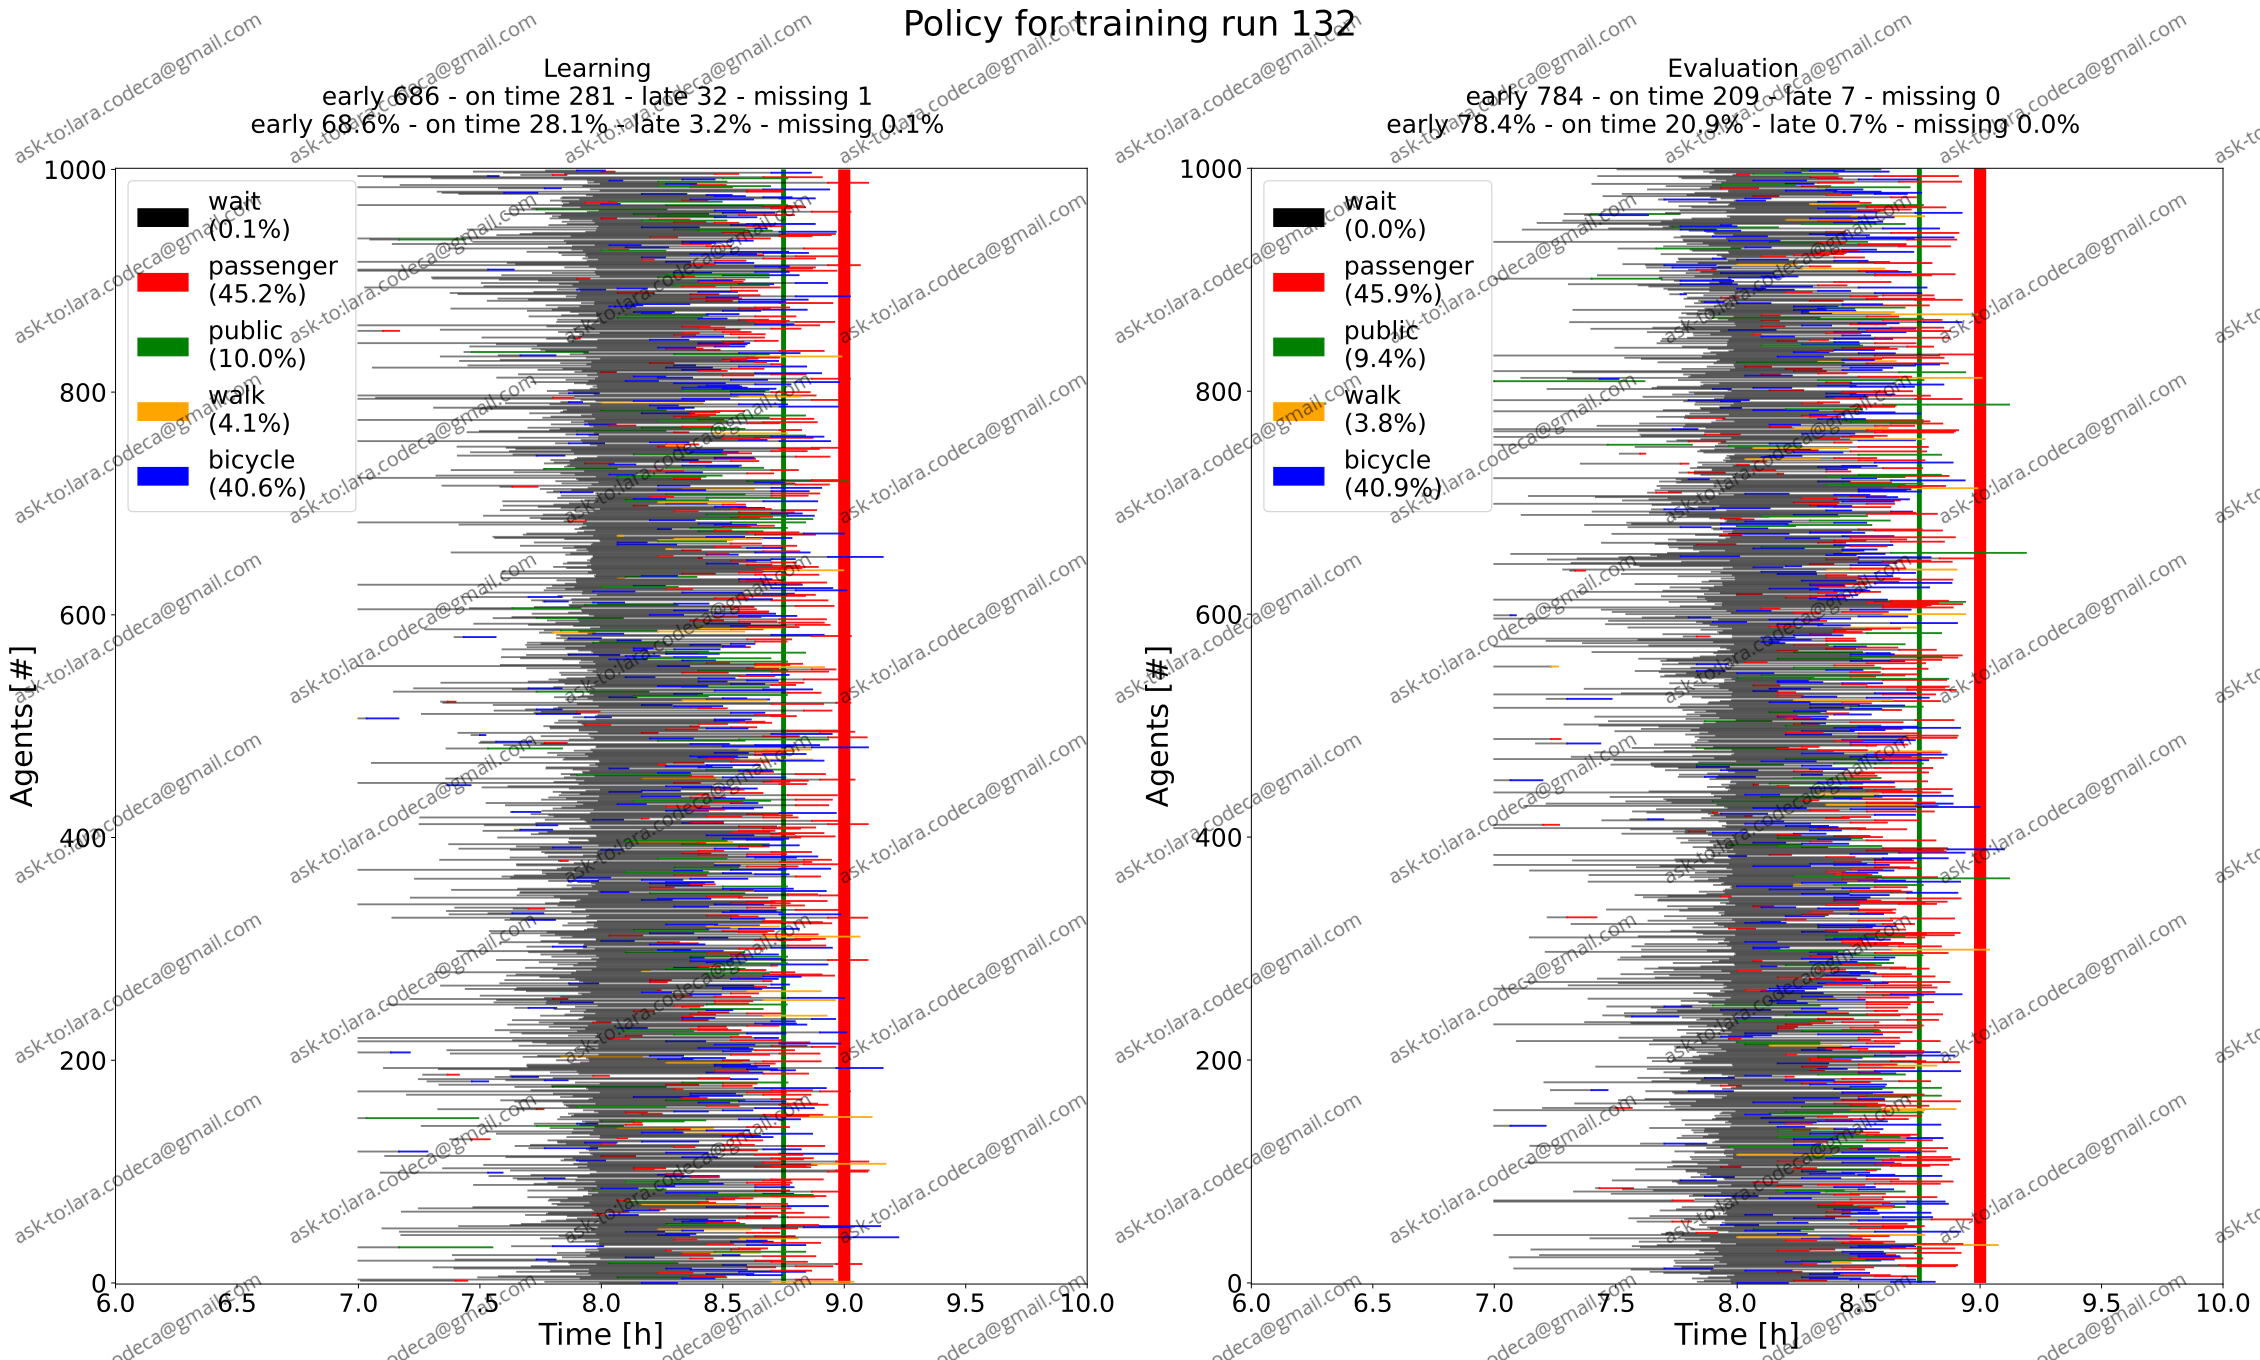 Policy for training run 132
Learning
early 686 - on time 281 - late 32 - missing 1
early 68.6% - on time 28.1% - late 3.2% - missing 0.1%
Evaluation
early 784 - on time 209 - late 7 - missing 0
early 78.4% - on time 20.9% - late 0.7% - missing 0.0%
wait
(0.1%)
passenger
(45.2%)
public
(10.0%)
walk
(4.1%)
bicycle
(40.6%)
1000
800
600
400
200
0
Agents [#]
6.0 6.5 7.0 7.5 8.0 8.5 9.0 9.5 10.0
Time [h]
wait
(0.0%)
passenger
(45.9%)
public
(9.4%)
walk
(3.8%)
bicycle
(40.9%)
1000
800
600
400
200
0
Agents [#]
6.0 6.5 7.0 7.5 8.0 8.5 9.0 9.5 10.0
Time [h]
ask-to:lara.codeca@gmail.com